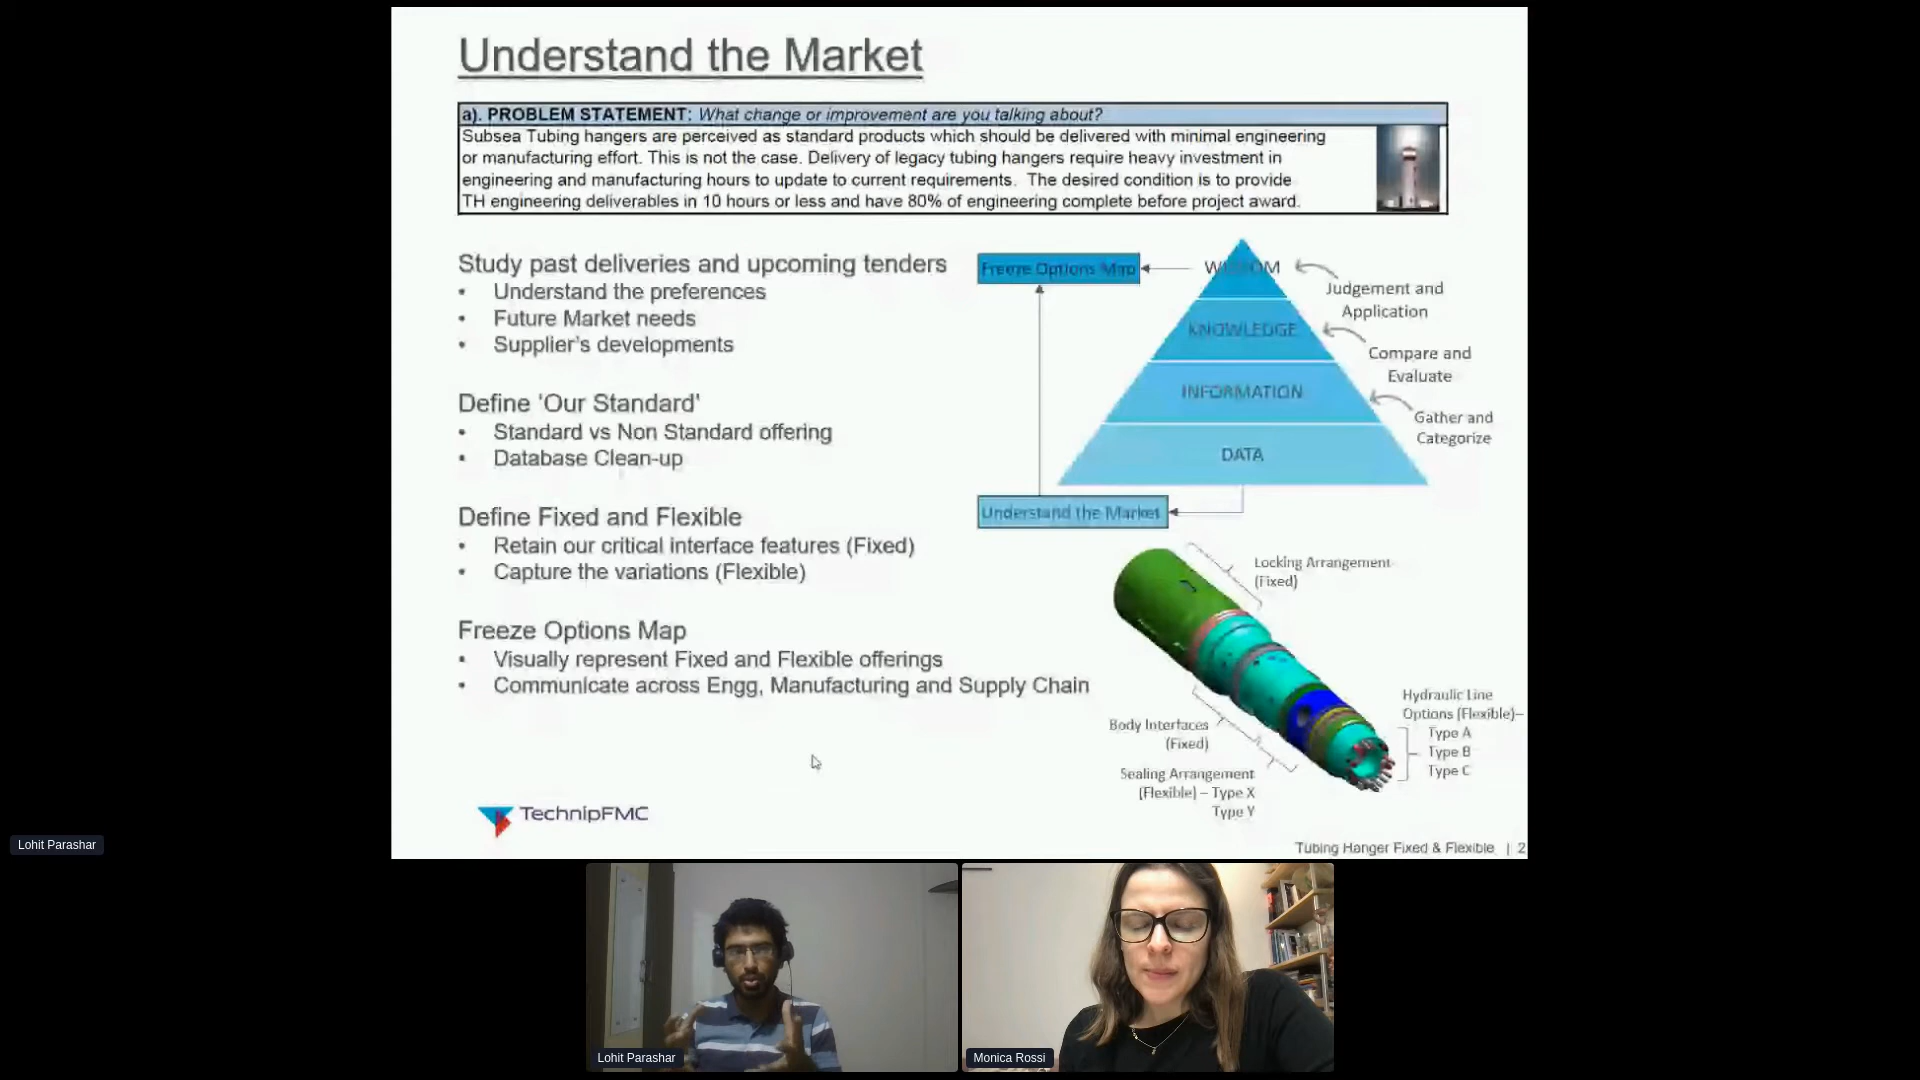 Understand the Market
a). PROBLEM STATEMENT: What change or improvement are you talking about?
Subsea Tubing hangers are perceived as standard products which should be delivered with minimal engineering
or manufacturing effort. This is not the case. Delivery of legacy tubing hangers require heavy investment in
engineering and manufacturing hours to update to current requirements. The desired condition is to provide
TH engineering deliverables in 10 hours or less and have 80% of engineering complete before project award.
Study past deliveries and upcoming tenders
• Understand the preferences
• Future Market needs
• Supplier's developments
Define 'Our Standard'
• Standard vs Non Standard offering
• Database Clean-up
Define Fixed and Flexible
• Retain our critical interface features (Fixed)
• Capture the variations (Flexible)
Freeze Options Map
• Visually represent Fixed and Flexible offerings
• Communicate across Engg, Manufacturing and Supply Chain
Freeze Options Map
WISDOM
Judgement and
Application
KNOWLEDGE
Compare and
Evaluate
INFORMATION
Gather and
Categorize
DATA
Understand the Market
Locking Arrangement
(Fixed)
Body Interfaces
(Fixed)
Sealing Arrangement
(Flexible) – Type X
Type Y
Hydraulic Line
Options (Flexible)–
Type A
Type B
Type C
TechnipFMC
Tubing Hanger Fixed & Flexible | 2
Lohit Parashar
Lohit Parashar
Monica Rossi